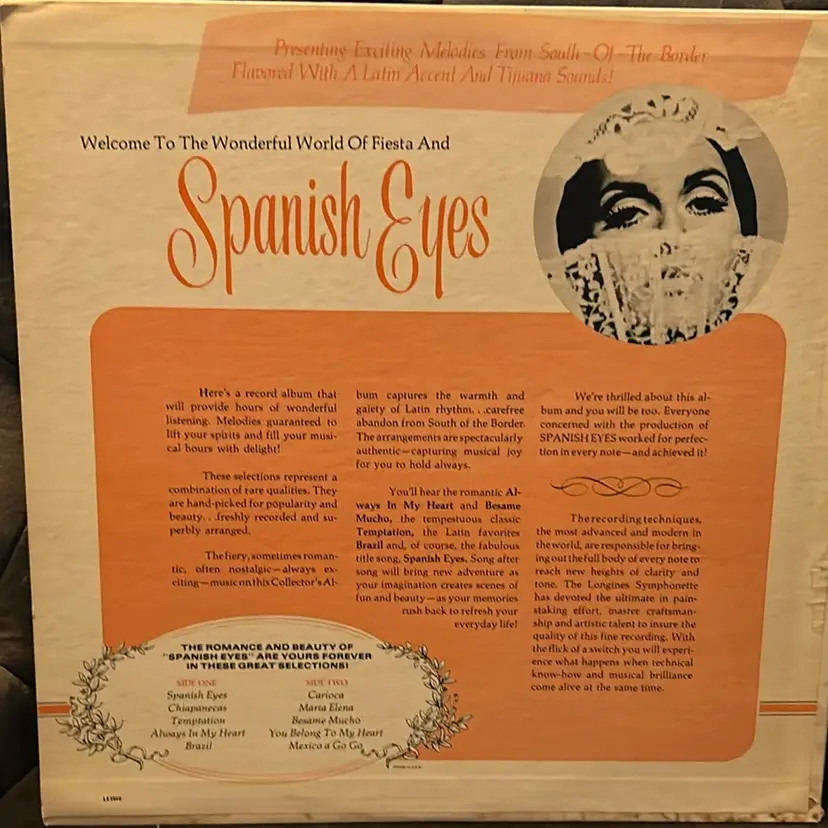 Presenting Exciting Melodies From South-Of-The Border
Flavored With A Latin Accent And Tijuana Sounds!
Welcome To The Wonderful World Of Fiesta And
Spanish Eyes
Here's a record album that
will provide hours of wonderful
listening. Melodies guaranteed to
lift your spirits and fill your musi-
cal hours with delight!
These selections represent a
combination of rare qualities. They
are hand-picked for popularity and
beauty. . .freshly recorded and su-
perbly arranged.
The fiery, sometimes roman-
tic, often nostalgic—always ex-
citing—music on this Collector's Al-
bum captures the warmth and
gaiety of Latin rhythm. . .carefree
abandon from South of the Border.
The arrangements are spectacularly
authentic—capturing musical joy
for you to hold always.
You'll hear the romantic Al-
ways In My Heart and Besame
Mucho, the tempestuous classic
Temptation, the Latin favorites
Brazil and, of course, the fabulous
title song, Spanish Eyes. Song after
song will bring new adventure as
your imagination creates scenes of
fun and beauty—as your memories
rush back to refresh your
everyday life!
We're thrilled about this al-
bum and you will be too. Everyone
concerned with the production of
SPANISH EYES worked for perfec-
tion in every note—and achieved it!
The recording techniques,
the most advanced and modern in
the world, are responsible for bring-
ing out the full body of every note to
reach new heights of clarity and
tone. The Longines Symphonette
has devoted the ultimate in pain-
staking effort, master craftsman-
ship and artistic talent to insure the
quality of this fine recording. With
the flick of a switch you will experi-
ence what happens when technical
know-how and musical brilliance
come alive at the same time.
THE ROMANCE AND BEAUTY OF
"SPANISH EYES" ARE YOURS FOREVER
IN THESE GREAT SELECTIONS!
SIDE ONE
Spanish Eyes
Chiapanecas
Temptation
Always In My Heart
Brazil
SIDE TWO
Carioca
Maria Elena
Besame Mucho
You Belong To My Heart
Mexico a Go Go